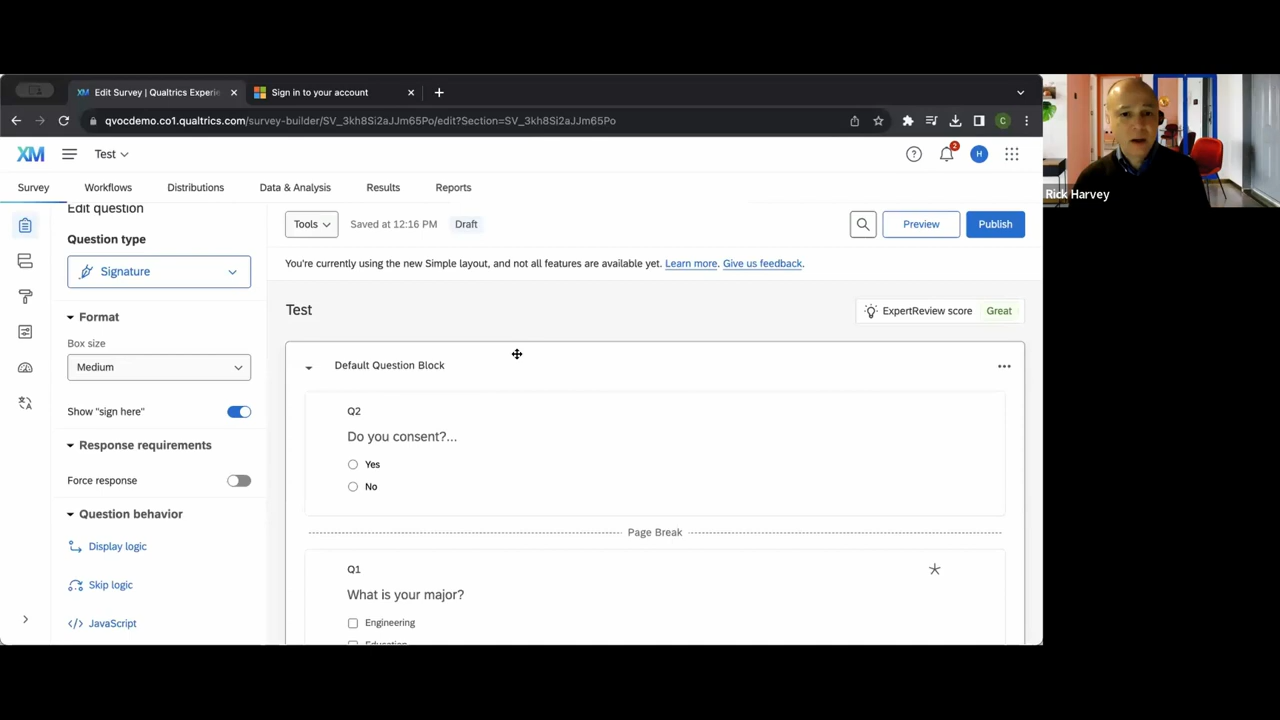 XM Edit Survey | Qualtrics Experie
Sign in to your account
qvocdemo.co1.qualtrics.com/survey-builder/SV_3kh8Si2aJJm65Po/edit?Section=SV_3kh8Si2aJJm65Po
C
XM
Test
2
H
Survey
Workflows
Distributions
Data & Analysis
Results
Reports
Rick Harvey
Edit question
Question type
Signature
Format
Box size
Medium
Show "sign here"
Response requirements
Force response
Question behavior
Display logic
Skip logic
</> JavaScript
Tools
Saved at 12:16 PM
Draft
Preview
Publish
You're currently using the new Simple layout, and not all features are available yet. Learn more. Give us feedback.
Test
ExpertReview score Great
Default Question Block
Q2
Do you consent?...
Yes
No
Page Break
Q1
What is your major?
Engineering
Education